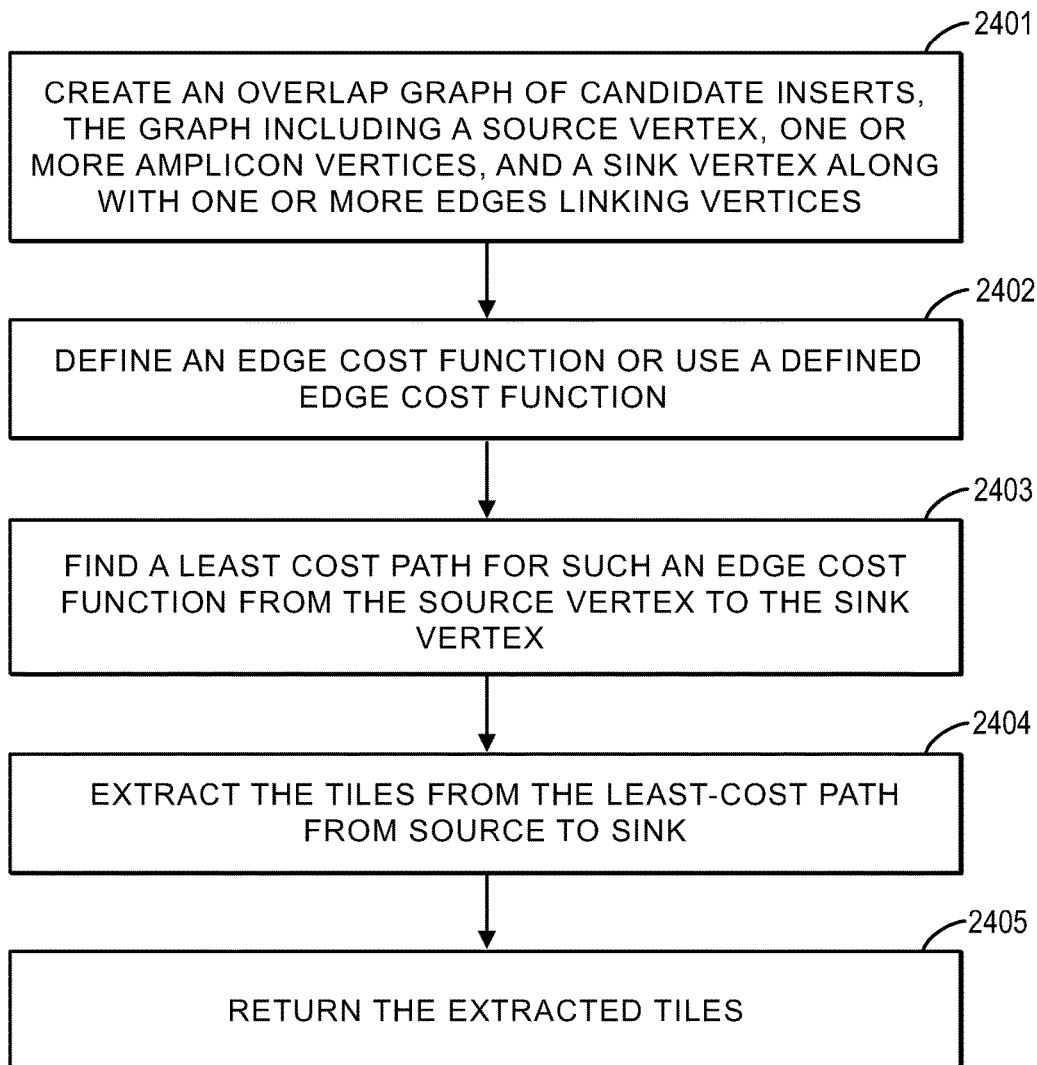 2401
CREATE AN OVERLAP GRAPH OF CANDIDATE INSERTS,
THE GRAPH INCLUDING A SOURCE VERTEX, ONE OR
MORE AMPLICON VERTICES, AND A SINK VERTEX ALONG
WITH ONE OR MORE EDGES LINKING VERTICES
2402
DEFINE AN EDGE COST FUNCTION OR USE A DEFINED
EDGE COST FUNCTION
2403
FIND A LEAST COST PATH FOR SUCH AN EDGE COST
FUNCTION FROM THE SOURCE VERTEX TO THE SINK
VERTEX
2404
EXTRACT THE TILES FROM THE LEAST-COST PATH
FROM SOURCE TO SINK
2405
RETURN THE EXTRACTED TILES